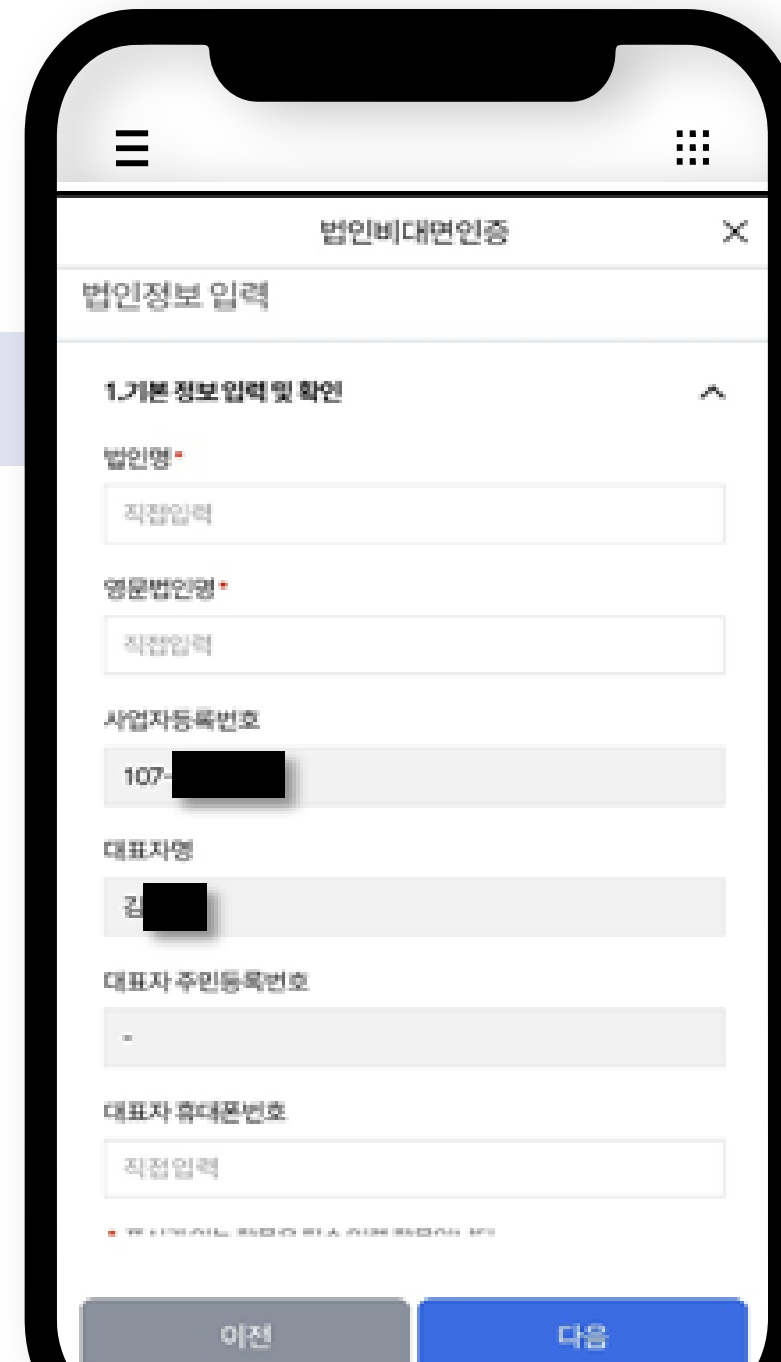 법인비대면인증
법인정보 입력
1.기본 정보 입력 및 확인
법인명*
직접입력
영문법인명*
직접입력
사업자등록번호
107-
대표자명
김
대표자 주민등록번호
-
대표자 휴대폰번호
직접입력
이전
다음